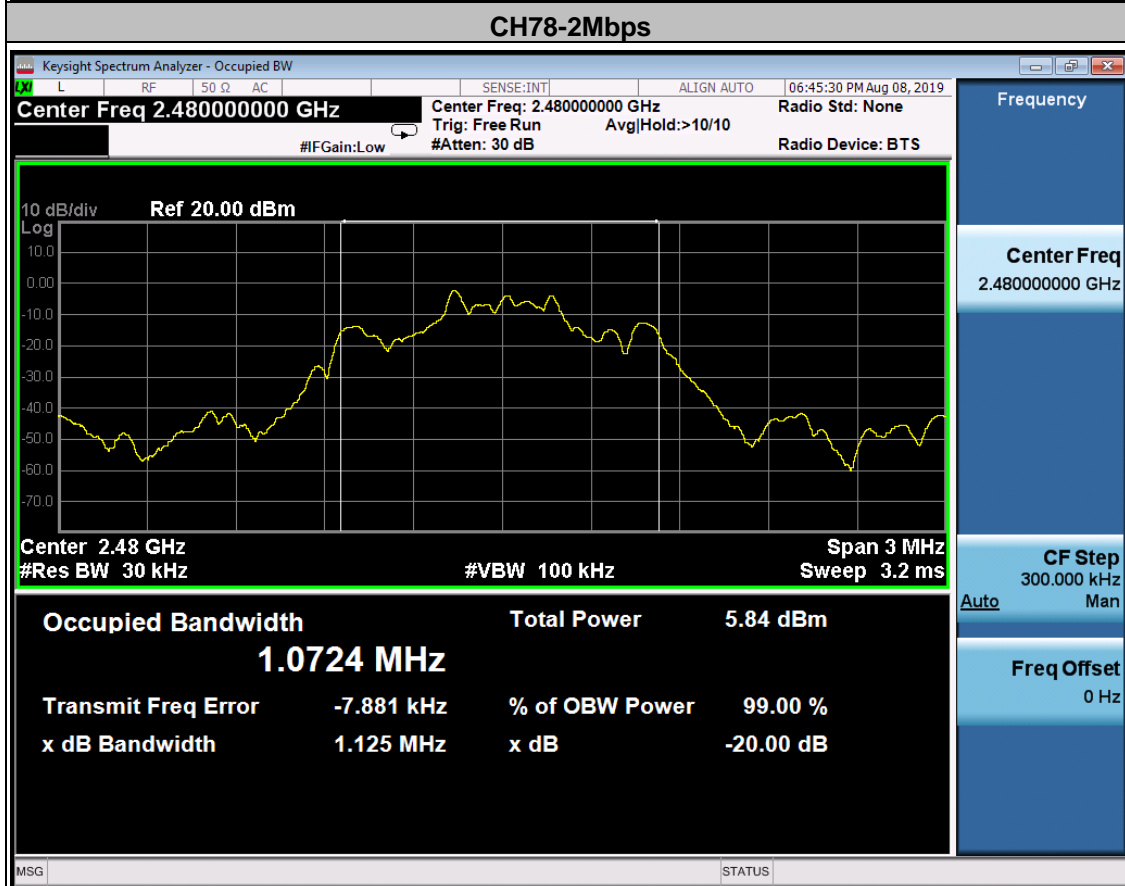 CH78-2Mbps
Keysight Spectrum Analyzer - Occupied BW
LXI L RF 50 Ω AC SENSE:INT ALIGN AUTO 06:45:30 PM Aug 08, 2019
Center Freq 2.480000000 GHz
Center Freq: 2.480000000 GHz Radio Std: None
Trig: Free Run Avg|Hold:>10/10
#IFGain:Low #Atten: 30 dB Radio Device: BTS
10 dB/div Ref 20.00 dBm
Log
10.0
0.00
-10.0
-20.0
-30.0
-40.0
-50.0
-60.0
-70.0
Center 2.48 GHz Span 3 MHz
#Res BW 30 kHz #VBW 100 kHz Sweep 3.2 ms
Occupied Bandwidth Total Power 5.84 dBm
1.0724 MHz
Transmit Freq Error -7.881 kHz % of OBW Power 99.00 %
x dB Bandwidth 1.125 MHz x dB -20.00 dB
Frequency
Center Freq
2.480000000 GHz
CF Step
300.000 kHz
Auto Man
Freq Offset
0 Hz
MSG STATUS